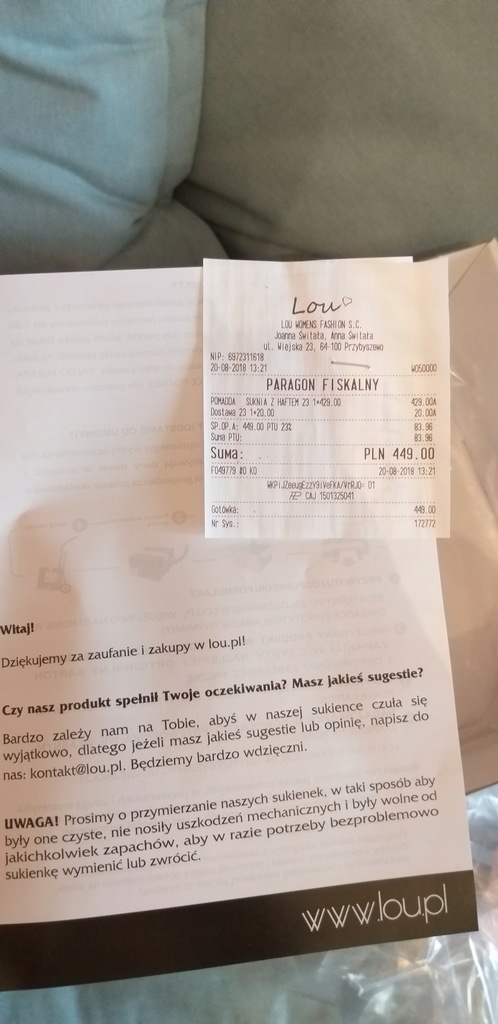 Lou
LOU WOMENS FASHION S.C.
Joanna Świtała, Anna Świtała
ul. Wiejska 23, 64-100 Przybyszewo
NIP: 6972311618
20-08-2018 13:21 W050000
PARAGON FISKALNY
POMADDA SUKNIA Z HAFTEM 23 1*429.00 429.00A
Dostawa 23 1*20.00 20.00A
SP.OP.A: 449.00 PTU 23% 83.96
Suma PTU: 83.96
Suma: PLN 449.00
F049779 #0 KO 20-08-2018 13:21
CAJ 1501325041
Gotówka: 449.00
Nr Sys.: 172772
Witaj!
Dziękujemy za zaufanie i zakupy w lou.pl!
Czy nasz produkt spełnił Twoje oczekiwania? Masz jakieś sugestie?
Bardzo zależy nam na Tobie, abyś w naszej sukience czuła się
wyjątkowo, dlatego jeżeli masz jakieś sugestie lub opinię, napisz do
nas: kontakt@lou.pl. Będziemy bardzo wdzięczni.
UWAGA! Prosimy o przymierzanie naszych sukienek, w taki sposób aby
były one czyste, nie nosiły uszkodzeń mechanicznych i były wolne od
jakichkolwiek zapachów, aby w razie potrzeby bezproblemowo
sukienkę wymienić lub zwrócić.
www.lou.pl